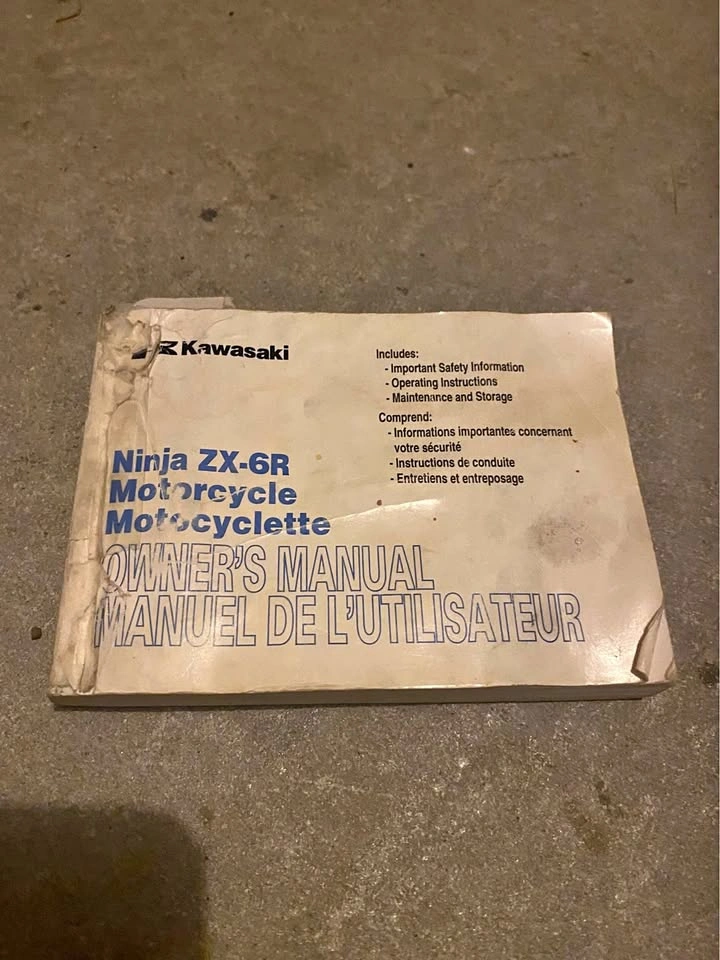 Kawasaki
Includes:
- Important Safety Information
- Operating Instructions
- Maintenance and Storage
Comprend:
- Informations importantes concernant
votre sécurité
- Instructions de conduite
- Entretiens et entreposage
Ninja ZX-6R
Motorcycle
Motocyclette
OWNER'S MANUAL
MANUEL DE L'UTILISATEUR